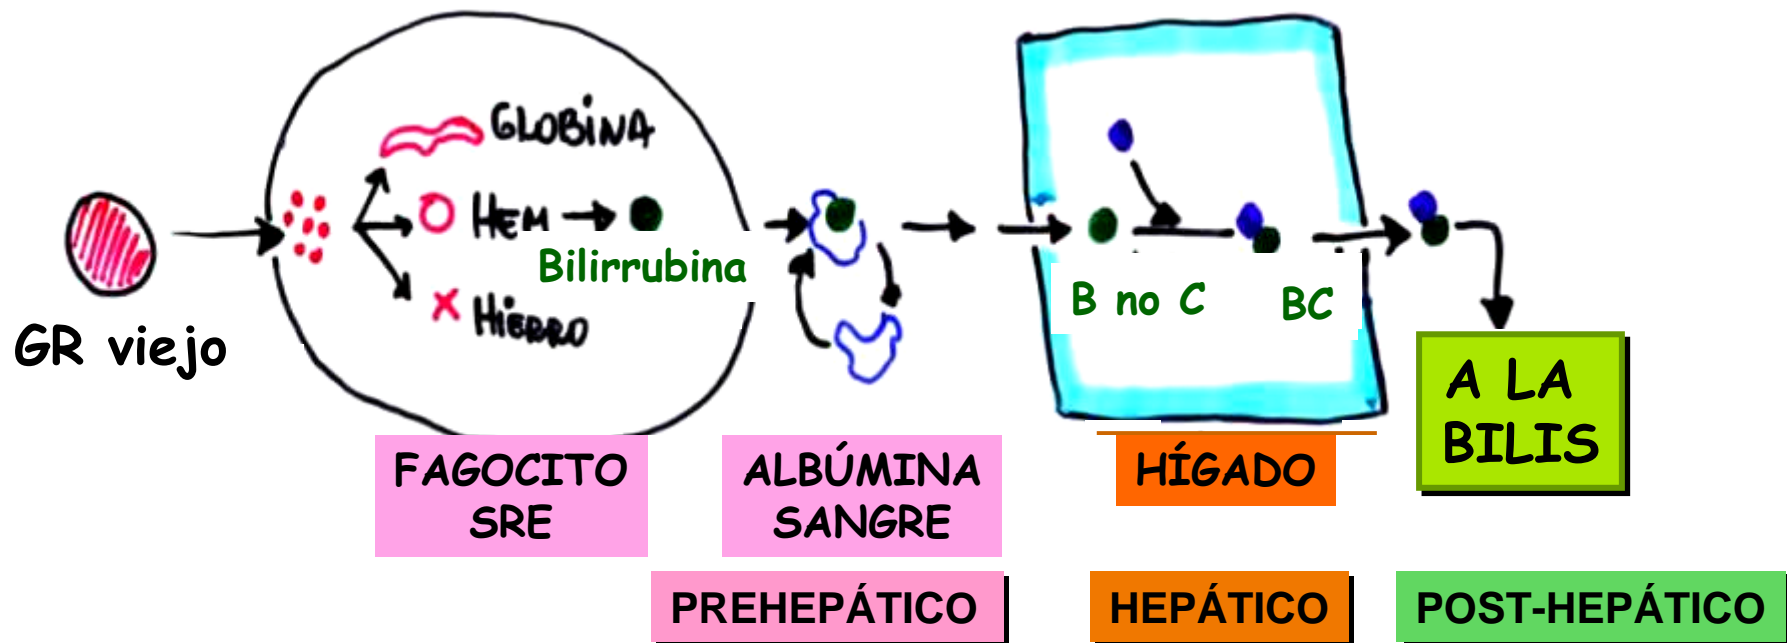 GLOBINA
HEM
Bilirrubina
HIERRO
GR viejo
B no C
BC
A LA
BILIS
FAGOCITO
SRE
ALBÚMINA
SANGRE
HÍGADO
PREHEPÁTICO
HEPÁTICO
POST-HEPÁTICO